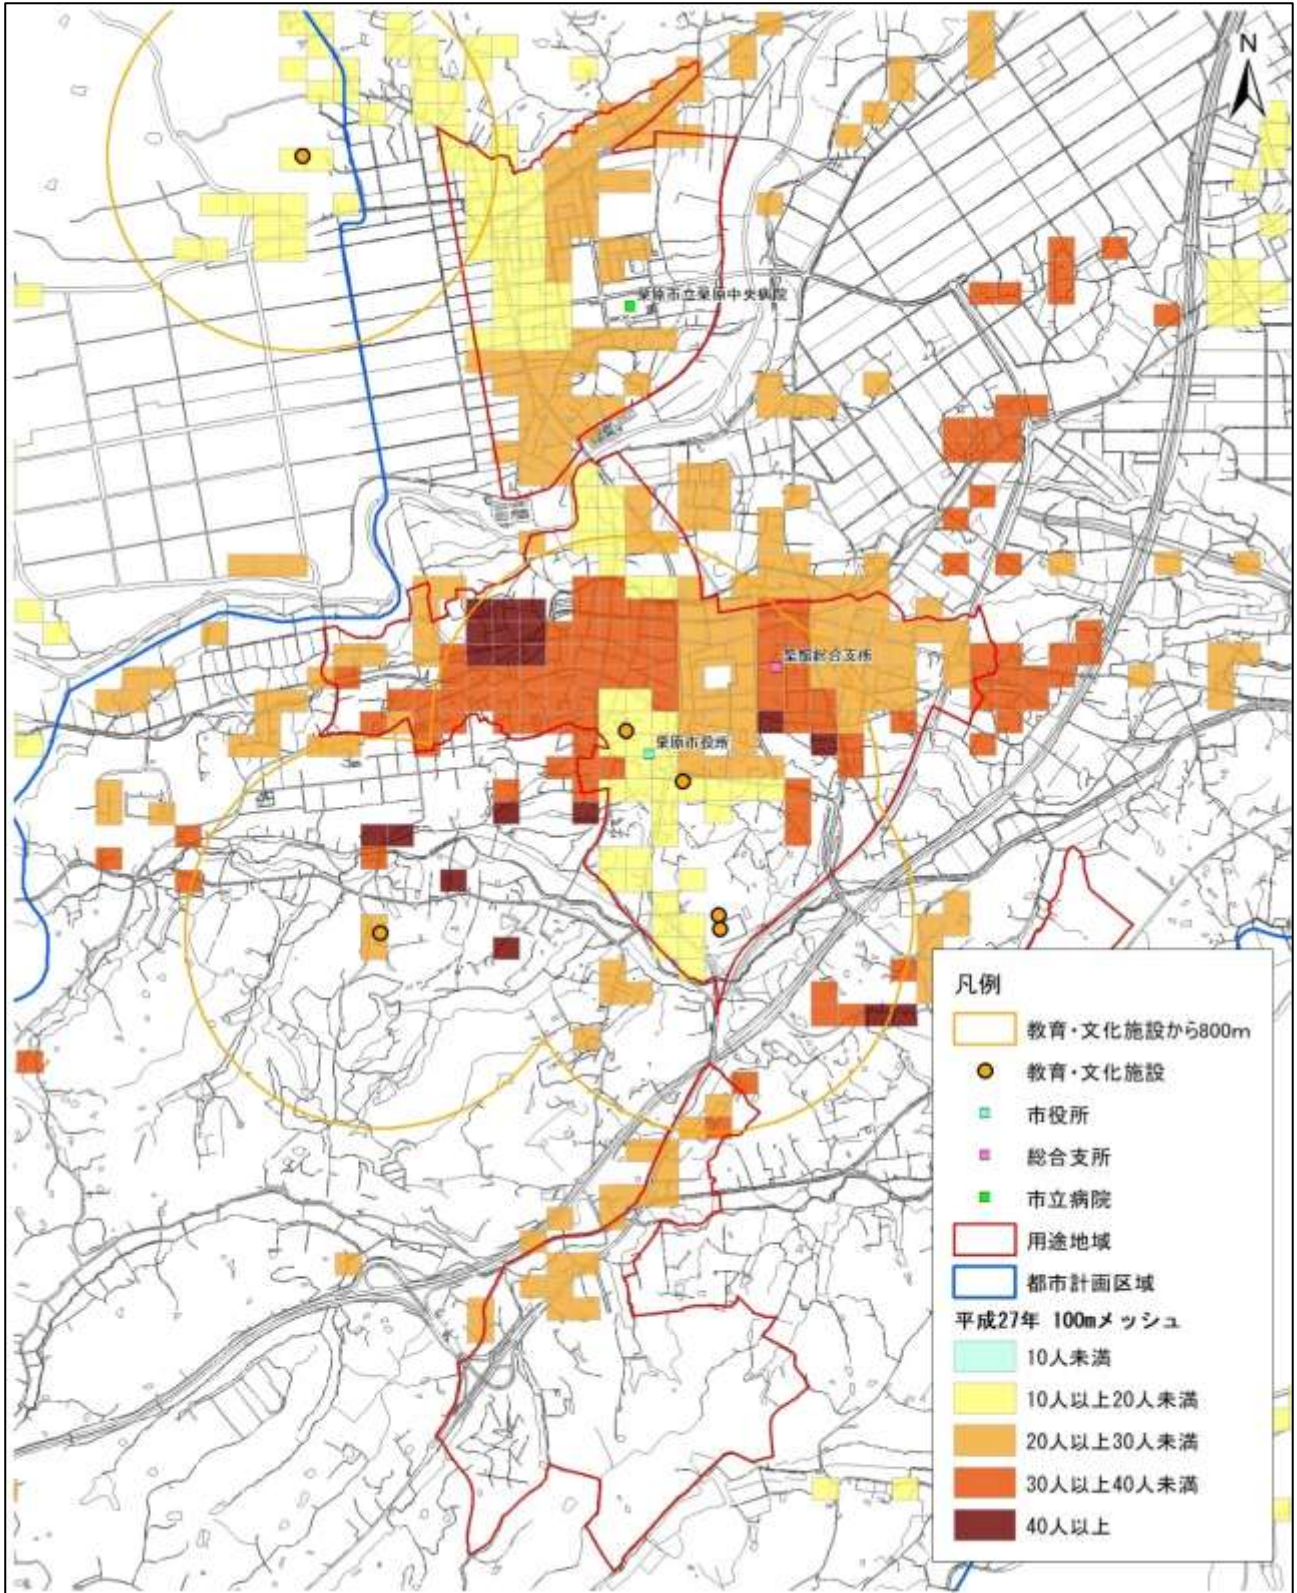 N
栗原市立栗原中央病院
築館総合支所
栗原市役所
凡例
教育・文化施設から800m
教育・文化施設
市役所
総合支所
市立病院
用途地域
都市計画区域
平成27年 100mメッシュ
10人未満
10人以上20人未満
20人以上30人未満
30人以上40人未満
40人以上